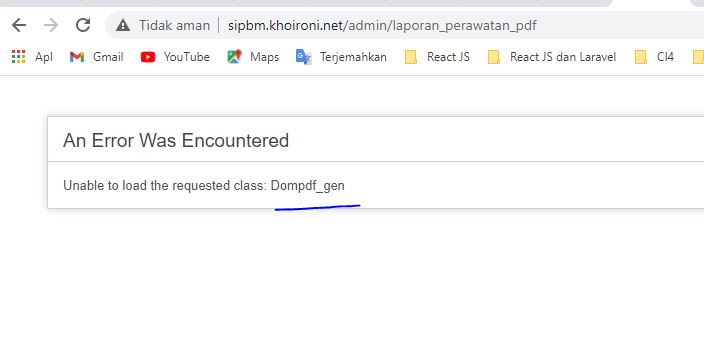 Tidak aman | sipbm.khoironi.net/admin/laporan_perawatan_pdf
Apl Gmail YouTube Maps Terjemahkan React JS React JS dan Laravel CI4
An Error Was Encountered
Unable to load the requested class: Dompdf_gen